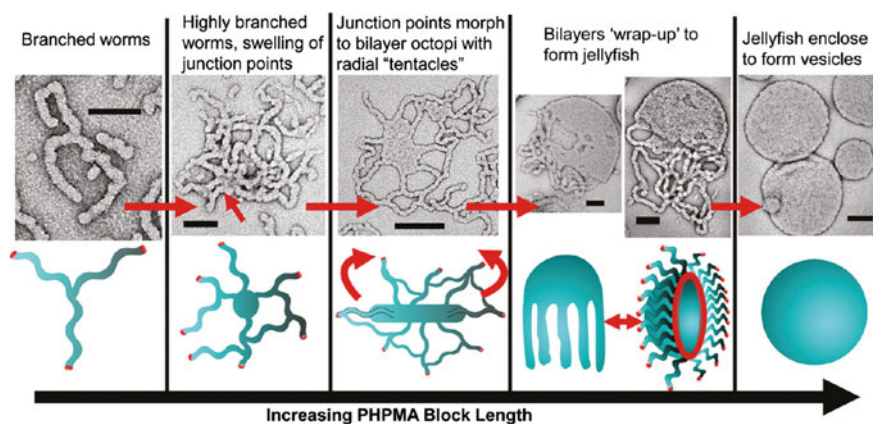 Branched worms
Highly branched
worms, swelling of
junction points
Junction points morph
to bilayer octopi with
radial "tentacles"
Bilayers ‘wrap-up’ to
form jellyfish
Jellyfish enclose
to form vesicles
Increasing PHPMA Block Length